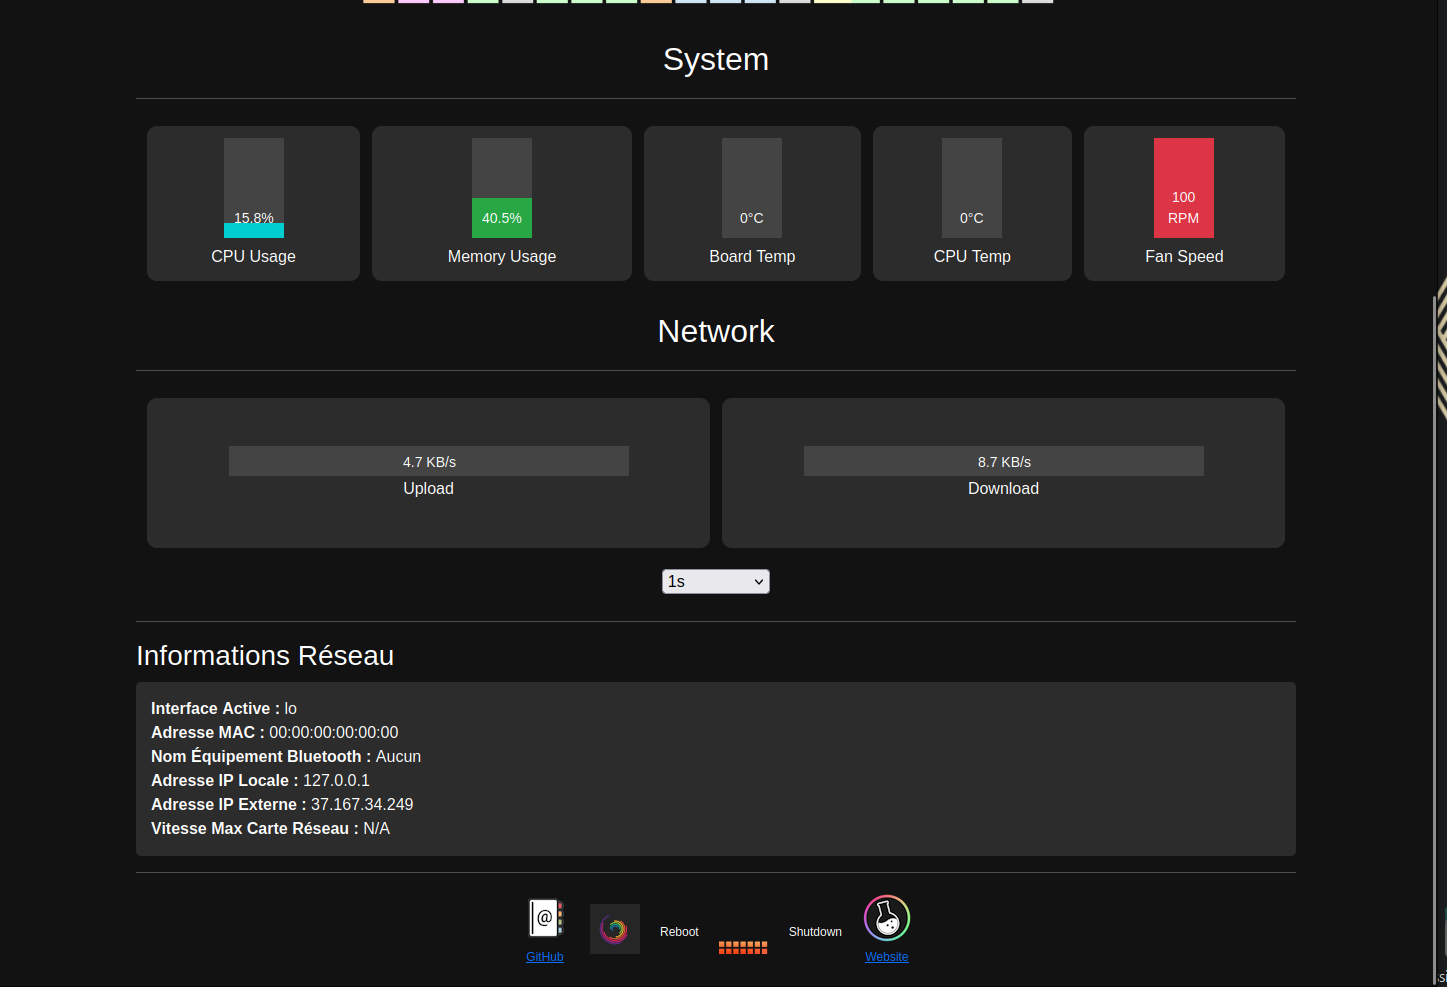 System
15.8%
CPU Usage
40.5%
Memory Usage
0°C
Board Temp
0°C
CPU Temp
100
RPM
Fan Speed
Network
4.7 KB/s
Upload
8.7 KB/s
Download
1s
Informations Réseau
Interface Active : lo
Adresse MAC : 00:00:00:00:00:00
Nom Équipement Bluetooth : Aucun
Adresse IP Locale : 127.0.0.1
Adresse IP Externe : 37.167.34.249
Vitesse Max Carte Réseau : N/A
@
GitHub
Reboot
Shutdown
Website